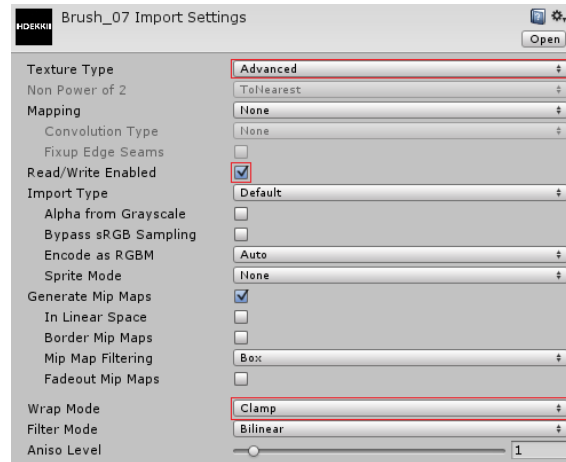 Brush_07 Import Settings
HDEKKII
Open
Texture Type Advanced
Non Power of 2 ToNearest
Mapping None
Convolution Type None
Fixup Edge Seams
Read/Write Enabled
Import Type Default
Alpha from Grayscale
Bypass sRGB Sampling
Encode as RGBM Auto
Sprite Mode None
Generate Mip Maps
In Linear Space
Border Mip Maps
Mip Map Filtering Box
Fadeout Mip Maps
Wrap Mode Clamp
Filter Mode Bilinear
Aniso Level 1